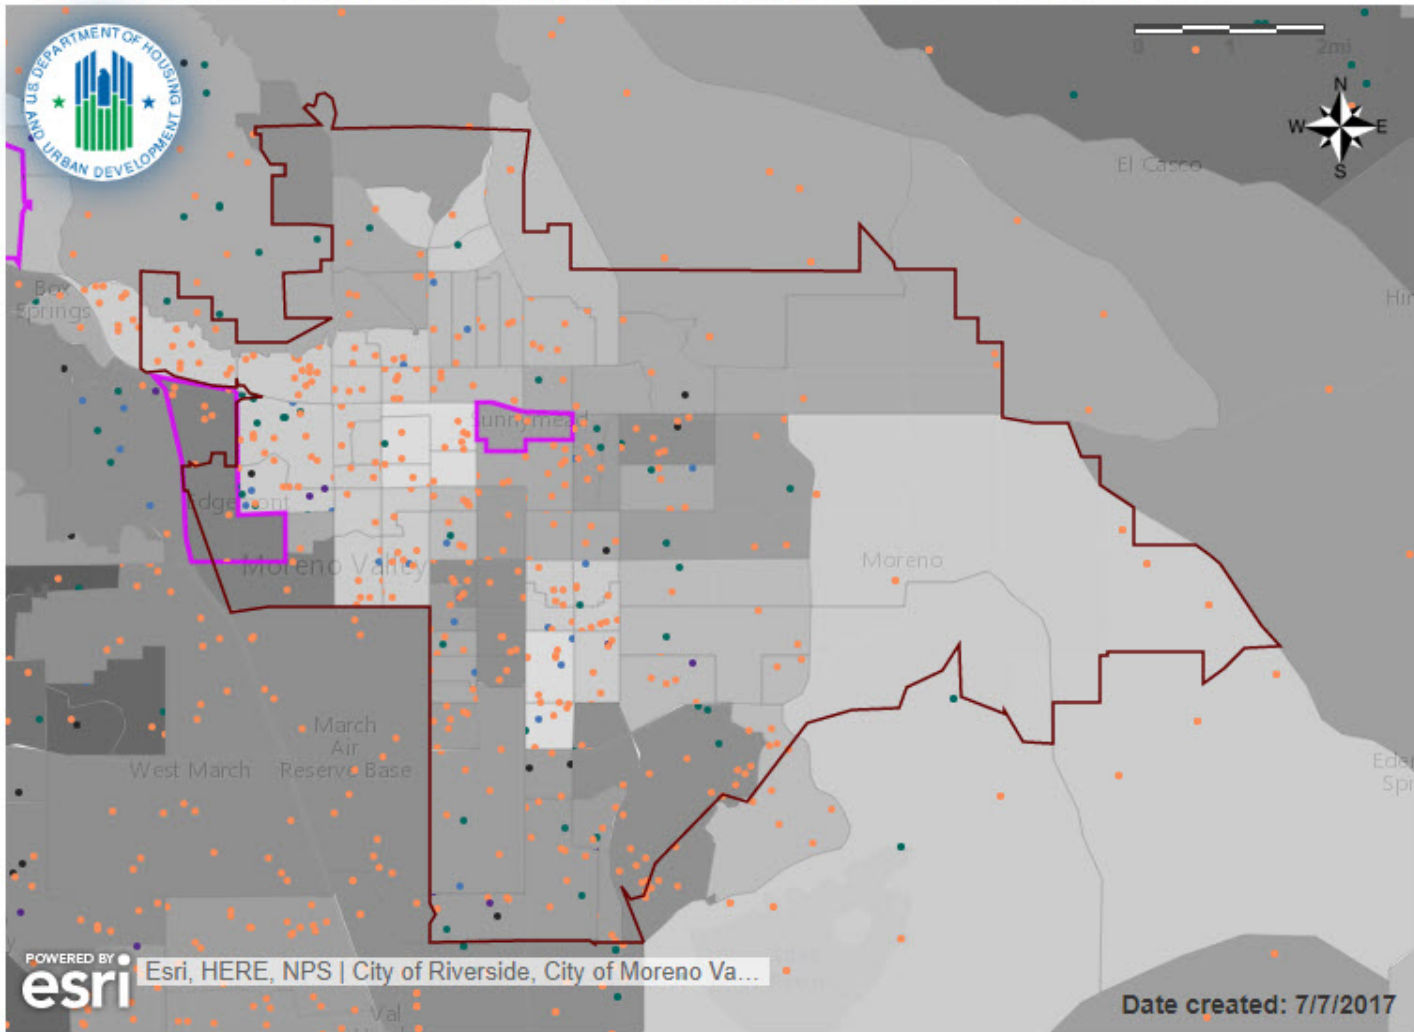 U.S. DEPARTMENT OF HOUSING
AND URBAN DEVELOPMENT
0 1 2mi
N
W E
S
El Casco
Box
Springs
Sunnymead
Edgemont
Moreno Valley
Moreno
March
Air
West March Reserve Base
POWERED BY
esri
Esri, HERE, NPS | City of Riverside, City of Moreno Va...
Val
Date created: 7/7/2017